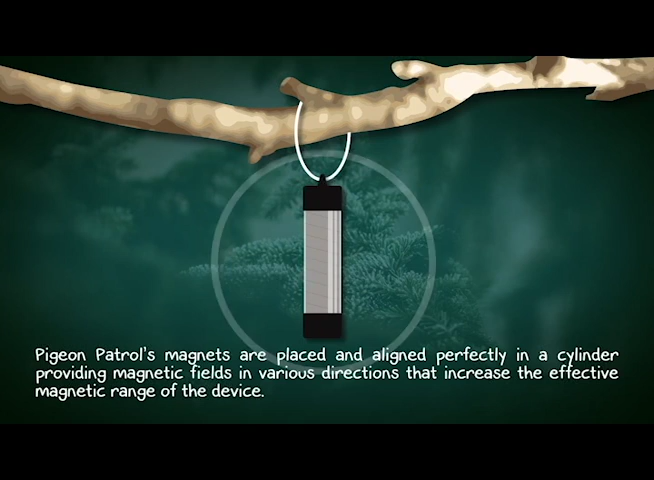 Pigeon Patrol's magnets are placed and aligned perfectly in a cylinder
providing magnetic fields in various directions that increase the effective
magnetic range of the device.